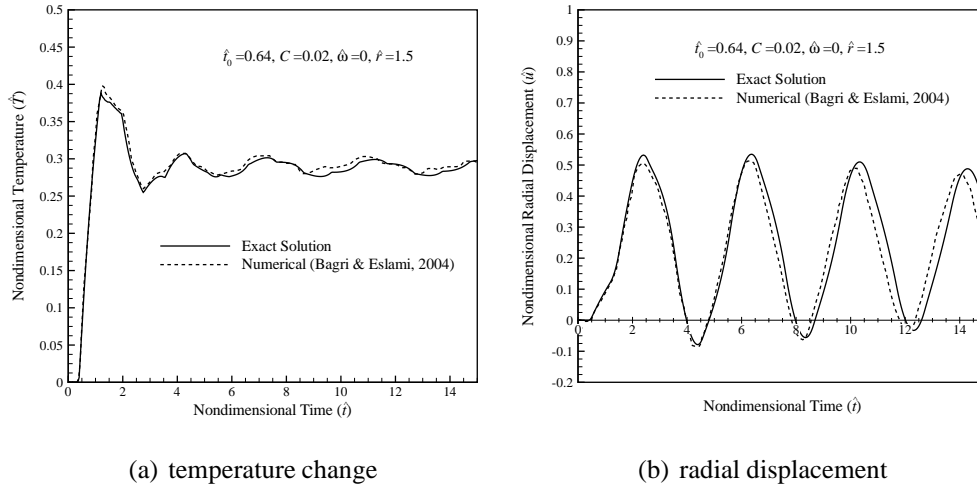 0.5
0.45
0.4
0.35
0.3
0.25
0.2
0.15
0.1
0.05
0
0 2 4 6 8 10 12 14
Nondimensional Temperature (T̂)
Nondimensional Time (t̂)
t̂₀=0.64, C=0.02, ω̂=0, r̂=1.5
Exact Solution
Numerical (Bagri & Eslami, 2004)
(a) temperature change
1
0.9
0.8
0.7
0.6
0.5
0.4
0.3
0.2
0.1
0
-0.1
-0.2
0 2 4 6 8 10 12 14
Nondimensional Radial Displacement (û)
Nondimensional Time (t̂)
t̂₀=0.64, C=0.02, ω̂=0, r̂=1.5
Exact Solution
Numerical (Bagri & Eslami, 2004)
(b) radial displacement